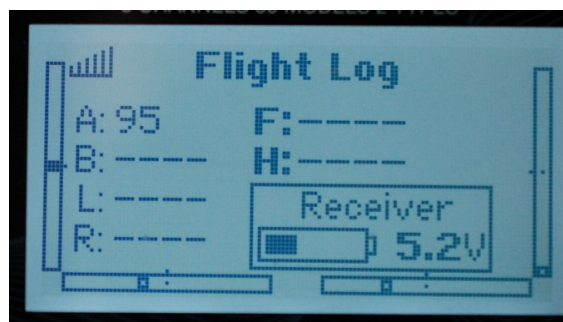 Flight Log
A: 95
F:----
B: ----
H:----
L: ----
Receiver
R: ----
5.2V